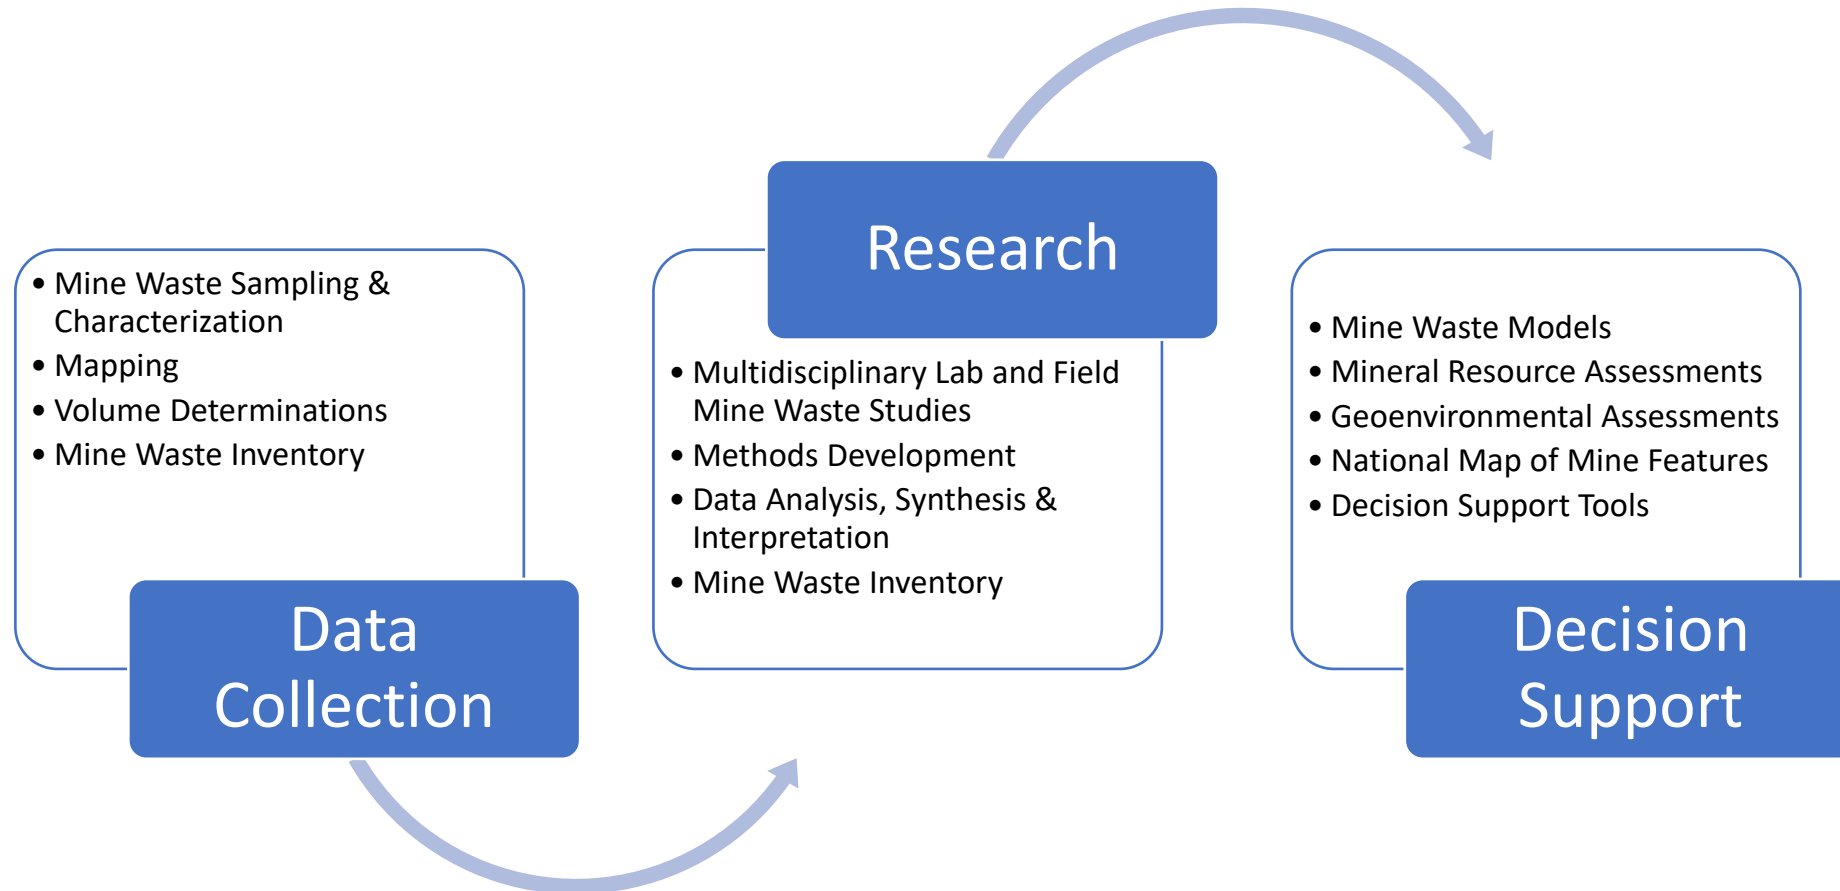 • Mine Waste Sampling &
Characterization
• Mapping
• Volume Determinations
• Mine Waste Inventory
Data
Collection
Research
• Multidisciplinary Lab and Field
Mine Waste Studies
• Methods Development
• Data Analysis, Synthesis &
Interpretation
• Mine Waste Inventory
• Mine Waste Models
• Mineral Resource Assessments
• Geoenvironmental Assessments
• National Map of Mine Features
• Decision Support Tools
Decision
Support